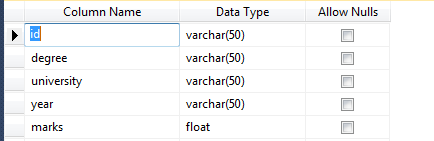 Column Name Data Type Allow Nulls
id varchar(50)
degree varchar(50)
university varchar(50)
year varchar(50)
marks float